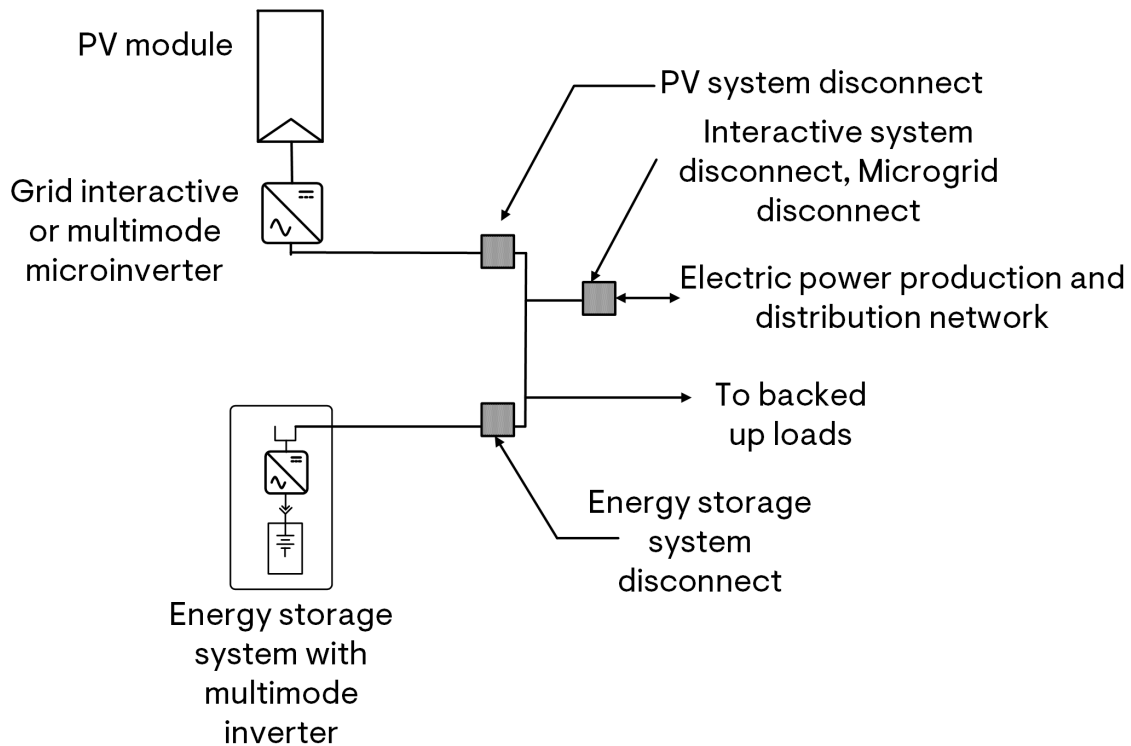 PV module
PV system disconnect
Interactive system
disconnect, Microgrid
disconnect
Grid interactive
or multimode
microinverter
Electric power production and
distribution network
To backed
up loads
Energy storage
system
disconnect
Energy storage
system with
multimode
inverter